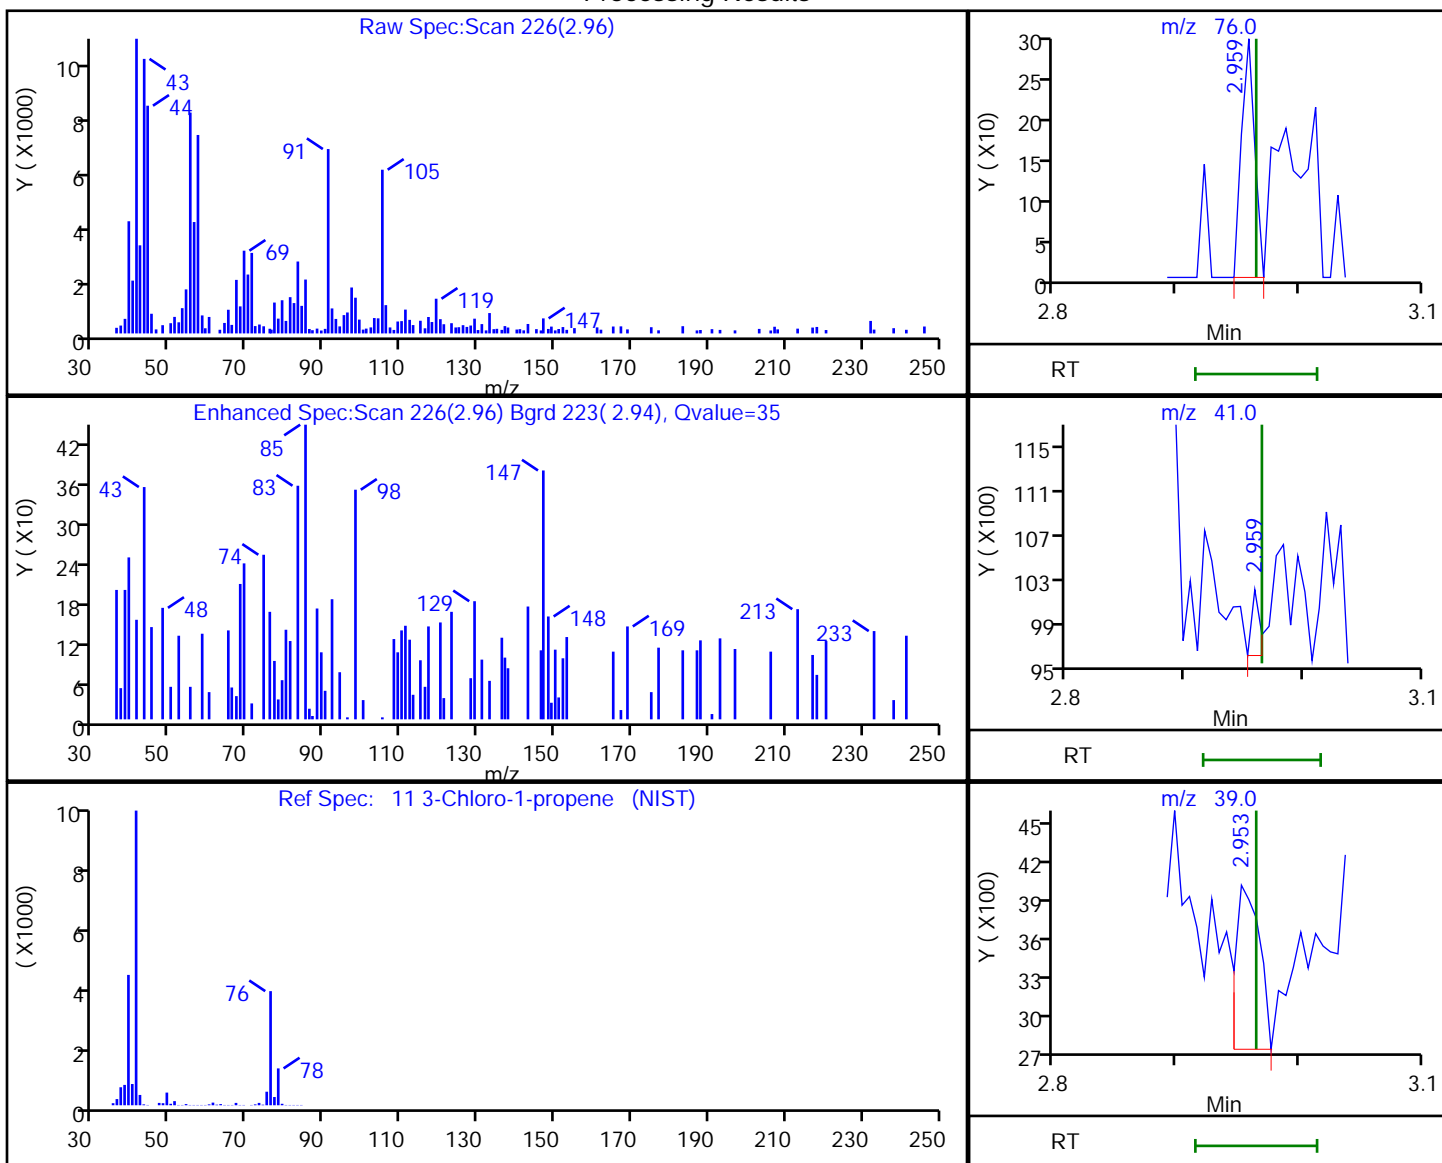 Processing Results
Raw Spec:Scan 226(2.96)
Y ( X1000)
10
8
6
4
2
0
43
44
91
105
69
119
147
30 50 70 90 110 130 150 170 190 210 230 250
m/z
m/z 76.0
Y ( X10)
30
25
20
15
10
5
0
2.959
2.8 3.1
Min
RT
Enhanced Spec:Scan 226(2.96) Bgrd 223( 2.94), Qvalue=35
Y ( X10)
42
36
30
24
18
12
6
0
85
43
83
98
147
74
48
129
148
169
213
233
30 50 70 90 110 130 150 170 190 210 230 250
m/z
m/z 41.0
Y ( X100)
115
111
107
103
99
95
2.959
2.8 3.1
Min
RT
Ref Spec: 11 3-Chloro-1-propene (NIST)
( X1000)
10
8
6
4
2
0
76
78
30 50 70 90 110 130 150 170 190 210 230 250
m/z 39.0
Y ( X100)
45
42
39
36
33
30
27
2.953
2.8 3.1
Min
RT